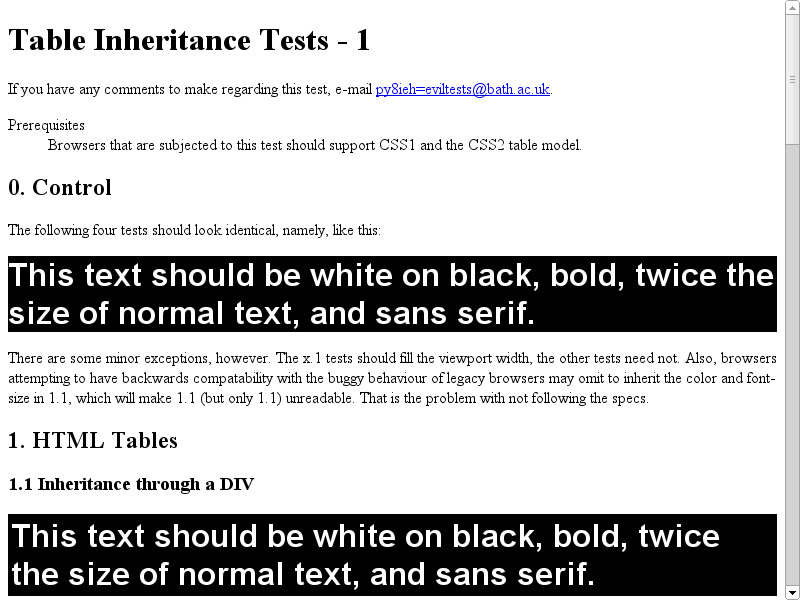 Table Inheritance Tests - 1
If you have any comments to make regarding this test, e-mail py8ieh=eviltests@bath.ac.uk.
Prerequisites
Browsers that are subjected to this test should support CSS1 and the CSS2 table model.
0. Control
The following four tests should look identical, namely, like this:
This text should be white on black, bold, twice the
size of normal text, and sans serif.
There are some minor exceptions, however. The x.1 tests should fill the viewport width, the other tests need not. Also, browsers
attempting to have backwards compatability with the buggy behaviour of legacy browsers may omit to inherit the color and font-
size in 1.1, which will make 1.1 (but only 1.1) unreadable. That is the problem with not following the specs.
1. HTML Tables
1.1 Inheritance through a DIV
This text should be white on black, bold, twice
the size of normal text, and sans serif.